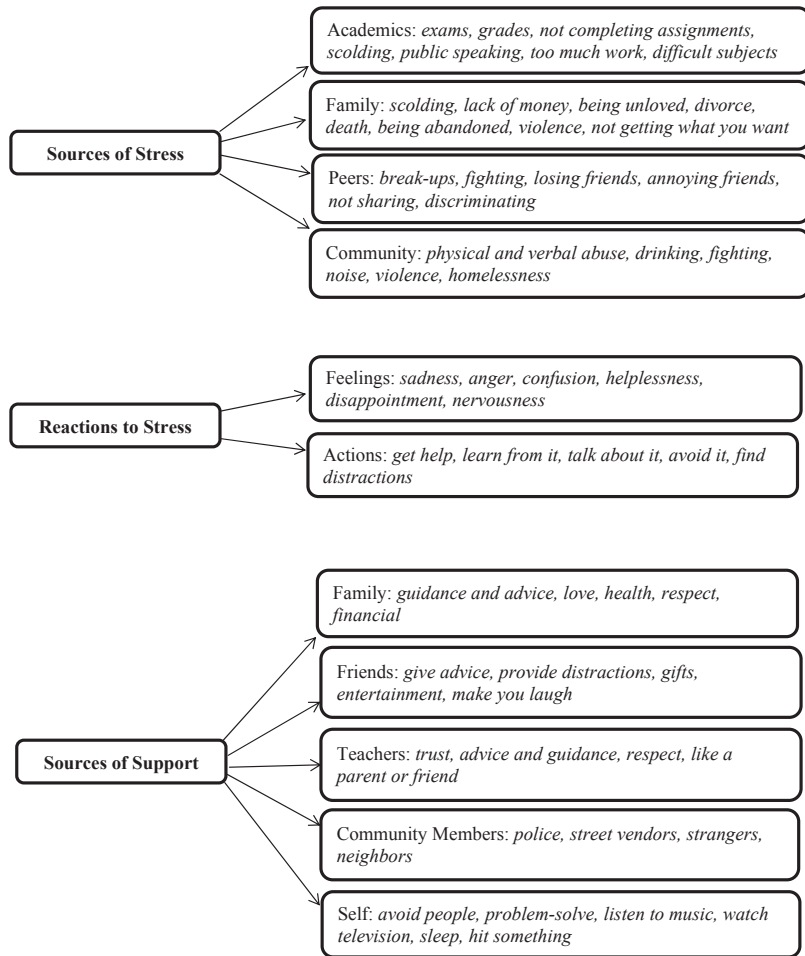 Academics: exams, grades, not completing assignments,
scolding, public speaking, too much work, difficult subjects
Family: scolding, lack of money, being unloved, divorce,
death, being abandoned, violence, not getting what you want
Sources of Stress
Peers: break-ups, fighting, losing friends, annoying friends,
not sharing, discriminating
Community: physical and verbal abuse, drinking, fighting,
noise, violence, homelessness
Feelings: sadness, anger, confusion, helplessness,
disappointment, nervousness
Reactions to Stress
Actions: get help, learn from it, talk about it, avoid it, find
distractions
Family: guidance and advice, love, health, respect,
financial
Friends: give advice, provide distractions, gifts,
entertainment, make you laugh
Sources of Support
Teachers: trust, advice and guidance, respect, like a
parent or friend
Community Members: police, street vendors, strangers,
neighbors
Self: avoid people, problem-solve, listen to music, watch
television, sleep, hit something